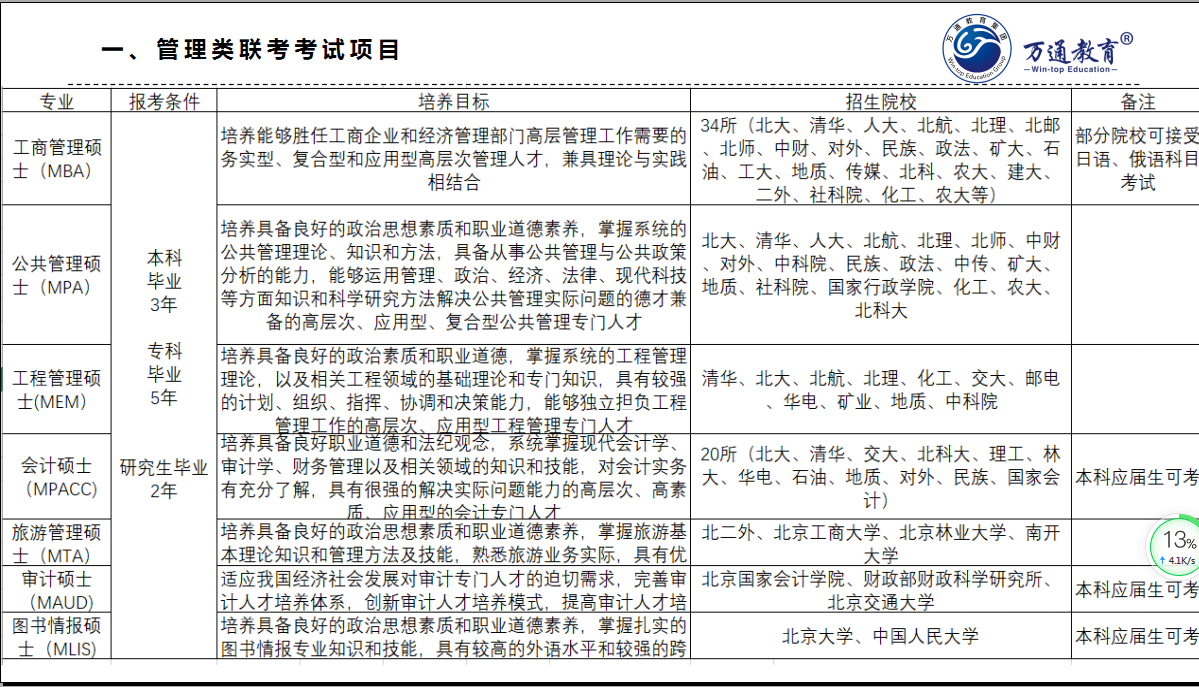 一、管理类联考考试项目
万通教育集团
Win-top Education Group
万通教育®
Win-top Education
专业
报考条件
培养目标
招生院校
备注
工商管理硕
士（MBA）
培养能够胜任工商企业和经济管理部门高层管理工作需要的
务实型、复合型和应用型高层次管理人才，兼具理论与实践
相结合
34所（北大、清华、人大、北航、北理、北邮
、北师、中财、对外、民族、政法、矿大、石
油、工大、地质、传媒、北科、农大、建大、
二外、社科院、化工、农大等）
部分院校可接受
日语、俄语科目
考试
本科
毕业
3年
专科
毕业
5年
研究生毕业
2年
公共管理硕
士（MPA）
培养具备良好的政治思想素质和职业道德素养，掌握系统的
公共管理理论、知识和方法，具备从事公共管理与公共政策
分析的能力，能够运用管理、政治、经济、法律、现代科技
等方面知识和科学研究方法解决公共管理实际问题的德才兼
备的高层次、应用型、复合型公共管理专门人才
北大、清华、人大、北航、北理、北师、中财
、对外、中科院、民族、政法、中传、矿大、
地质、社科院、国家行政学院、化工、农大、
北科大
工程管理硕
士(MEM）
培养具备良好的政治素质和职业道德，掌握系统的工程管理
理论，以及相关工程领域的基础理论和专门知识，具有较强
的计划、组织、指挥、协调和决策能力，能够独立担负工程
管理工作的高层次、应用型工程管理专门人才
清华、北大、北航、北理、化工、交大、邮电
、华电、矿业、地质、中科院
会计硕士
（MPACC)
培养具备良好职业道德和法纪观念，系统掌握现代会计学、
审计学、财务管理以及相关领域的知识和技能，对会计实务
有充分了解，具有很强的解决实际问题能力的高层次、高素
质、应用型的会计专门人才
20所（北大、清华、交大、北科大、理工、林
大、华电、石油、地质、对外、民族、国家会
计）
本科应届生可考
旅游管理硕
士（MTA）
培养具备良好的政治思想素质和职业道德素养，掌握旅游基
本理论知识和管理方法及技能，熟悉旅游业务实际，具有优
北二外、北京工商大学、北京林业大学、南开
大学
审计硕士
（MAUD)
适应我国经济社会发展对审计专门人才的迫切需求，完善审
计人才培养体系，创新审计人才培养模式，提高审计人才培
北京国家会计学院、财政部财政科学研究所、
北京交通大学
本科应届生可考
图书情报硕
士（MLIS)
培养具备良好的政治思想素质和职业道德素养，掌握扎实的
图书情报专业知识和技能，具有较高的外语水平和较强的跨
北京大学、中国人民大学
本科应届生可考
13%
↑ 4.1K/s